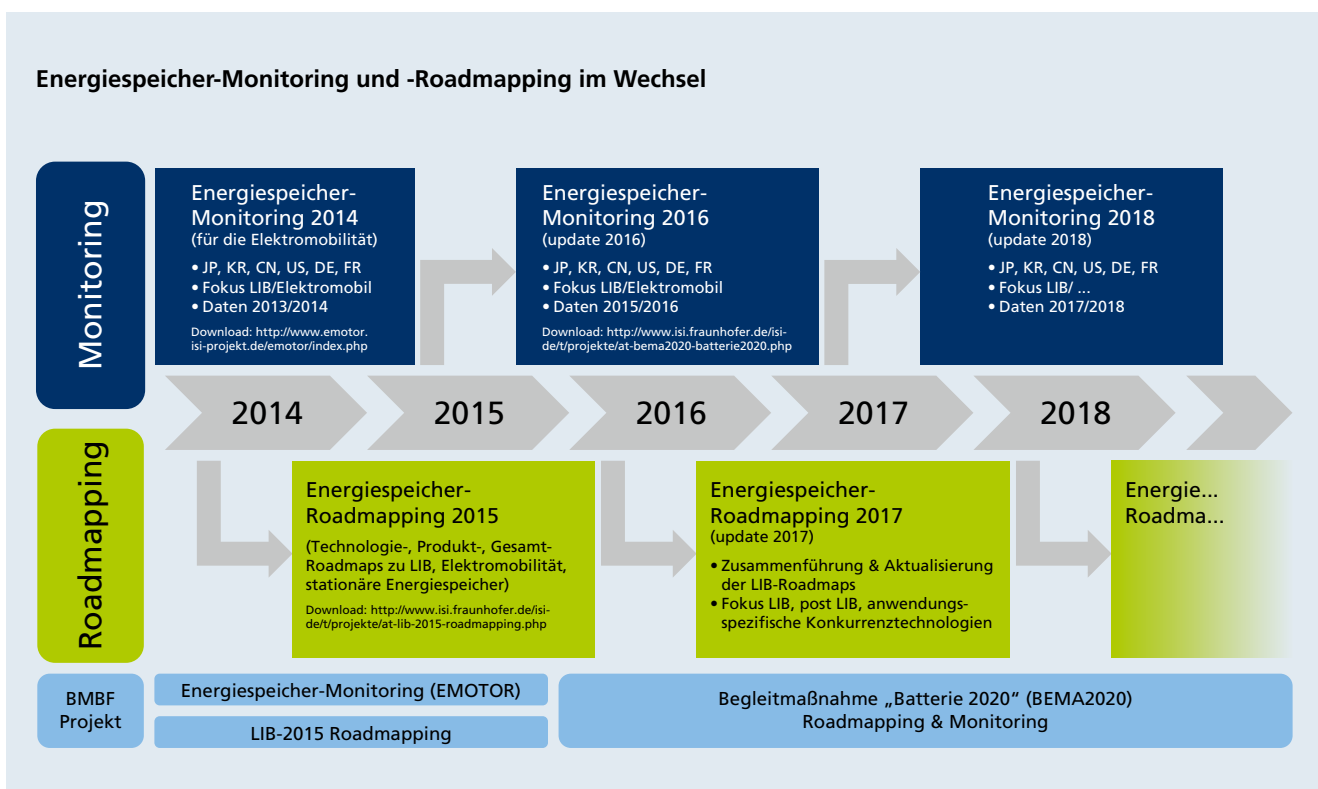 Energiespeicher-Monitoring und -Roadmapping im Wechsel
Monitoring
Energiespeicher-
Monitoring 2014
(für die Elektromobilität)
• JP, KR, CN, US, DE, FR
• Fokus LIB/Elektromobil
• Daten 2013/2014
Download: http://www.emotor.
isi-projekt.de/emotor/index.php
Energiespeicher-
Monitoring 2016
(update 2016)
• JP, KR, CN, US, DE, FR
• Fokus LIB/Elektromobil
• Daten 2015/2016
Download: http://www.isi.fraunhofer.de/isi-
de/t/projekte/at-bema2020-batterie2020.php
Energiespeicher-
Monitoring 2018
(update 2018)
• JP, KR, CN, US, DE, FR
• Fokus LIB/ ...
• Daten 2017/2018
2014
2015
2016
2017
2018
Roadmapping
Energiespeicher-
Roadmapping 2015
(Technologie-, Produkt-, Gesamt-
Roadmaps zu LIB, Elektromobilität,
stationäre Energiespeicher)
Download: http://www.isi.fraunhofer.de/isi-
de/t/projekte/at-lib-2015-roadmapping.php
Energiespeicher-
Roadmapping 2017
(update 2017)
• Zusammenführung & Aktualisierung
der LIB-Roadmaps
• Fokus LIB, post LIB, anwendungs-
spezifische Konkurrenztechnologien
Energie...
Roadma...
BMBF
Projekt
Energiespeicher-Monitoring (EMOTOR)
LIB-2015 Roadmapping
Begleitmaßnahme „Batterie 2020“ (BEMA2020)
Roadmapping & Monitoring